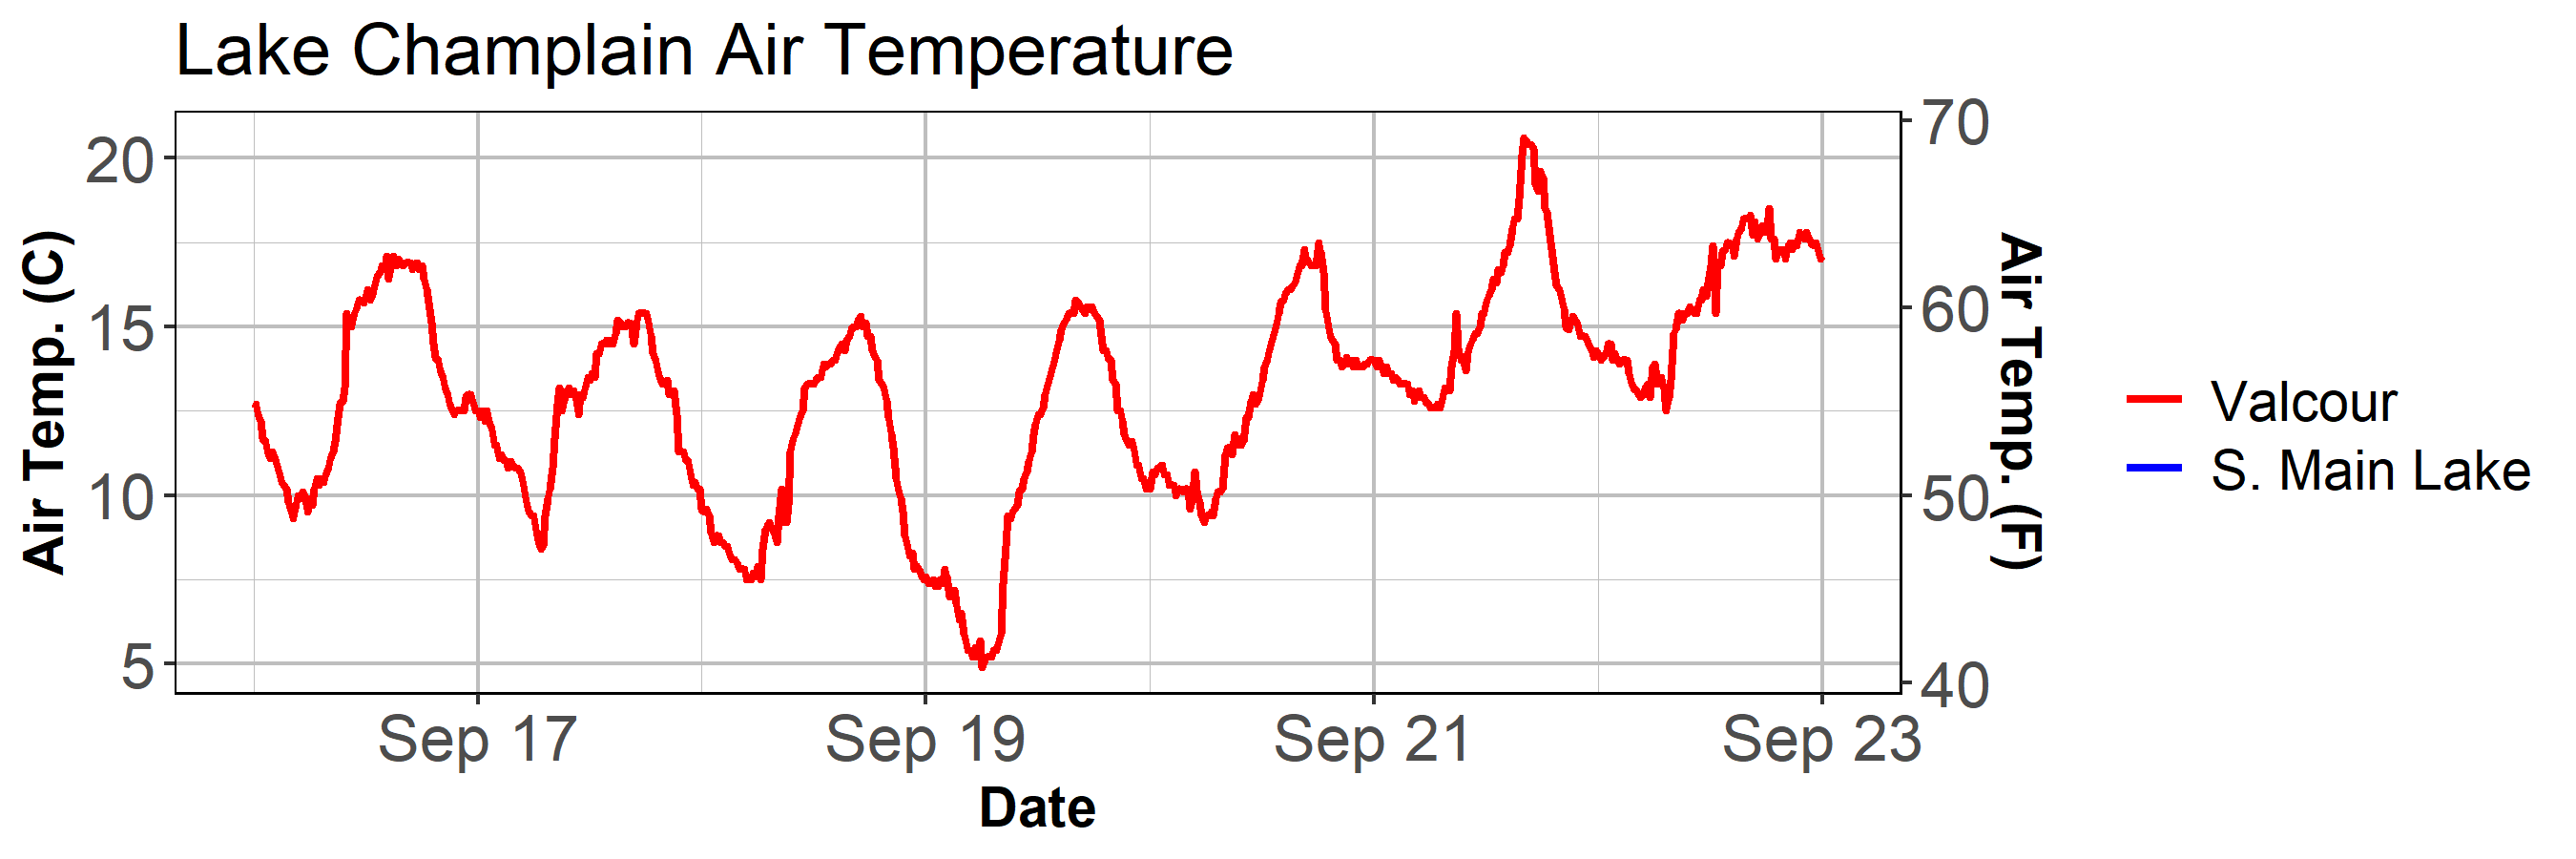 Lake Champlain Air Temperature
Air Temp. (C)
20
15
10
5
70
60
50
40
Air Temp. (F)
Sep 17
Sep 19
Sep 21
Sep 23
Date
Valcour
S. Main Lake